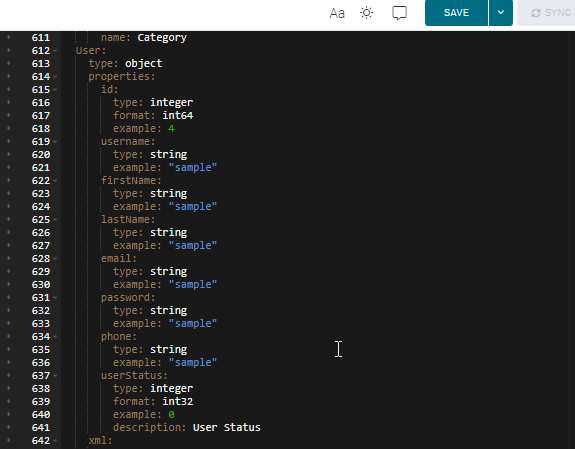 Aa SAVE SYNC
611 name: Category
612 User:
613 type: object
614 properties:
615 id:
616 type: integer
617 format: int64
618 example: 4
619 username:
620 type: string
621 example: "sample"
622 firstName:
623 type: string
624 example: "sample"
625 lastName:
626 type: string
627 example: "sample"
628 email:
629 type: string
630 example: "sample"
631 password:
632 type: string
633 example: "sample"
634 phone:
635 type: string
636 example: "sample"
637 userStatus:
638 type: integer
639 format: int32
640 example: 0
641 description: User Status
642 xml: